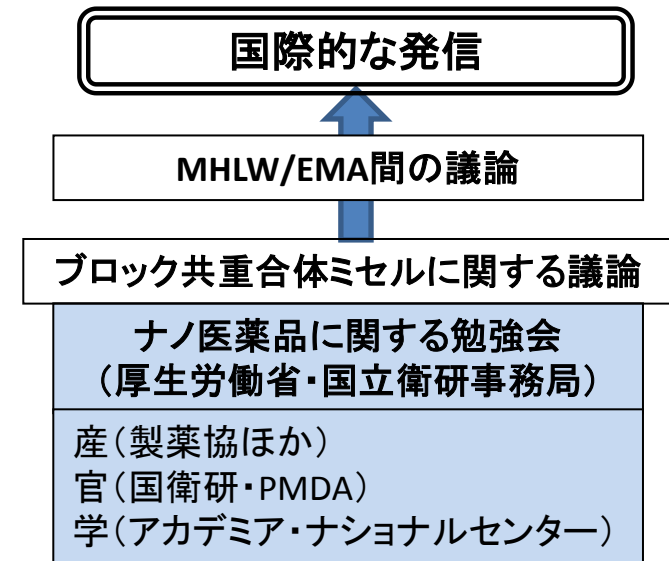 国際的な発信
MHLW/EMA間の議論
ブロック共重合体ミセルに関する議論
ナノ医薬品に関する勉強会
（厚生労働省・国立衛研事務局）
産（製薬協ほか）
官（国衛研・PMDA）
学（アカデミア・ナショナルセンター）